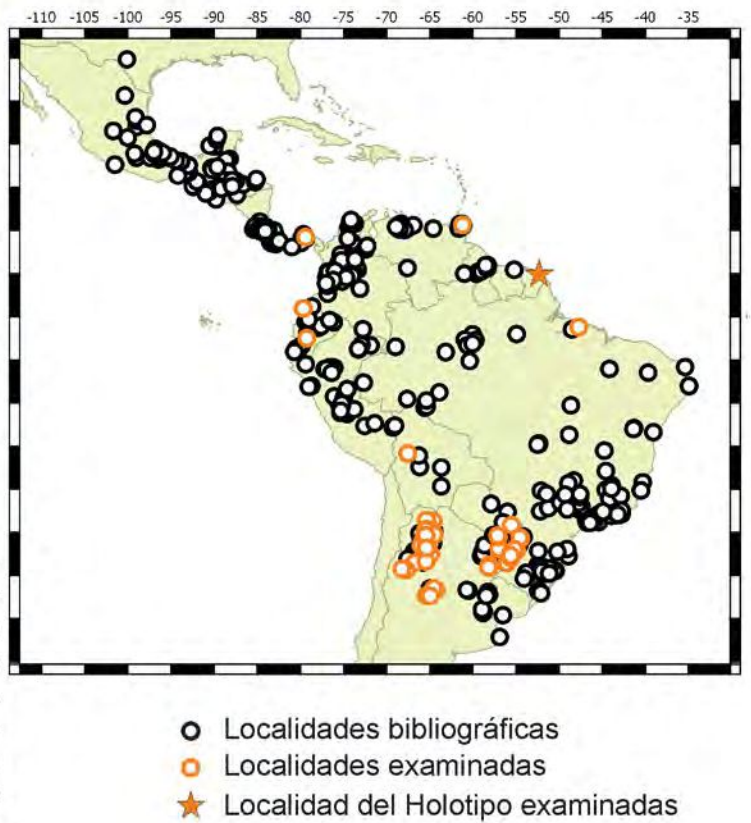 -110 -105 -100 -95 -90 -85 -80 -75 -70 -65 -60 -55 -50 -45 -40 -35
Localidades bibliográficas
Localidades examinadas
Localidad del Holotipo examinadas